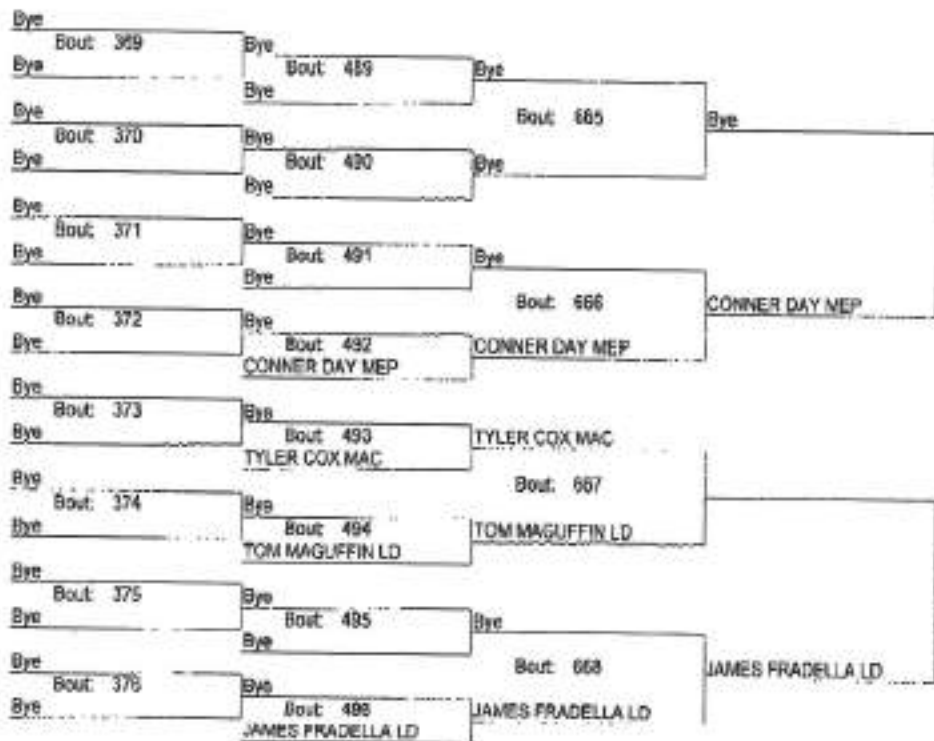 Bye
Bout: 369
Bye
Bye
Bout: 489
Bye
Bye
Bout: 370
Bye
Bye
Bout: 490
Bye
Bye
Bout: 665
Bye
Bye
Bye
Bout: 371
Bye
Bye
Bout: 491
Bye
Bye
Bout: 372
Bye
Bye
Bout: 492
CONNER DAY MEP
Bye
Bout: 666
CONNER DAY MEP
CONNER DAY MEP
Bye
Bout: 373
Bye
Bye
Bout: 493
TYLER COX MAC
Bye
Bout: 374
Bye
Bye
Bout: 494
TOM MAGUFFIN LD
TYLER COX MAC
Bout: 667
TOM MAGUFFIN LD
Bye
Bout: 375
Bye
Bye
Bout: 495
Bye
Bye
Bout: 376
Bye
Bye
Bout: 496
JAMES FRADELLA LD
Bye
Bout: 668
JAMES FRADELLA LD
JAMES FRADELLA LD